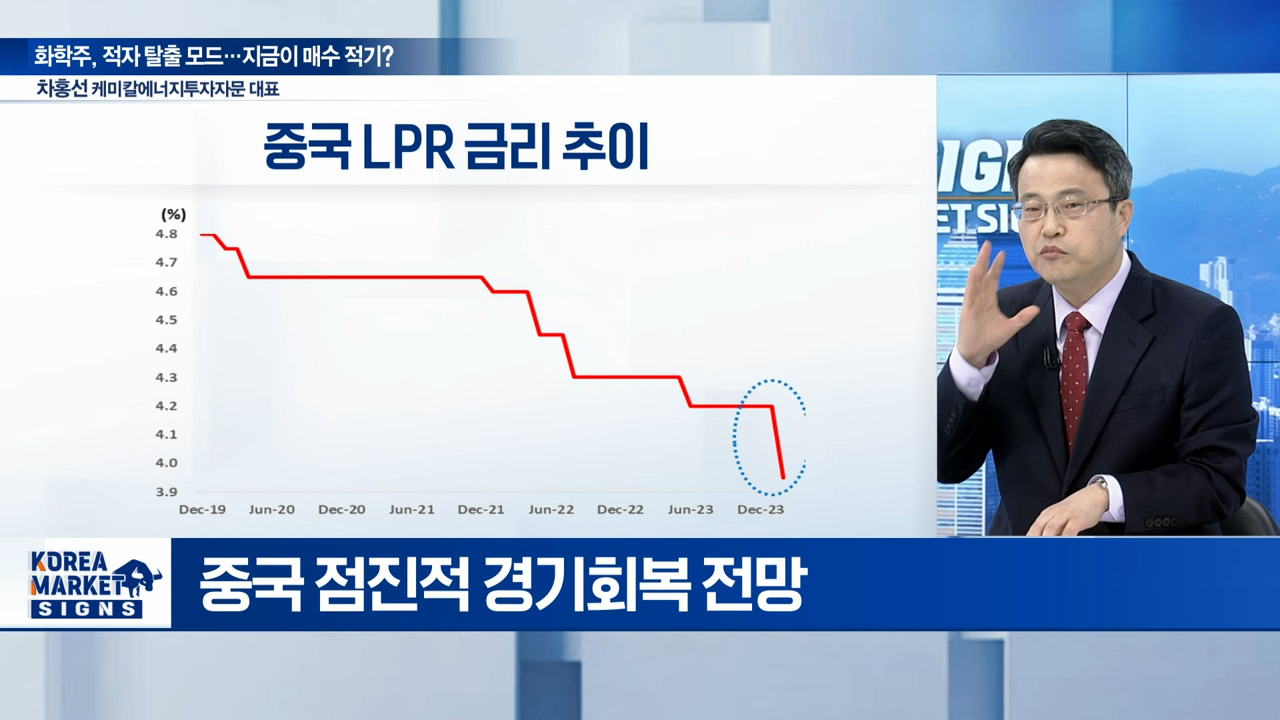 화학주, 적자 탈출 모드…지금이 매수 적기?
차홍선 케미칼에너지투자자문 대표
중국 LPR 금리 추이
(%)
4.8
4.7
4.6
4.5
4.4
4.3
4.2
4.1
4.0
3.9
Dec-19 Jun-20 Dec-20 Jun-21 Dec-21 Jun-22 Dec-22 Jun-23 Dec-23
SIGN
ET SIG
KOREA
MARKET
SIGNS
중국 점진적 경기회복 전망